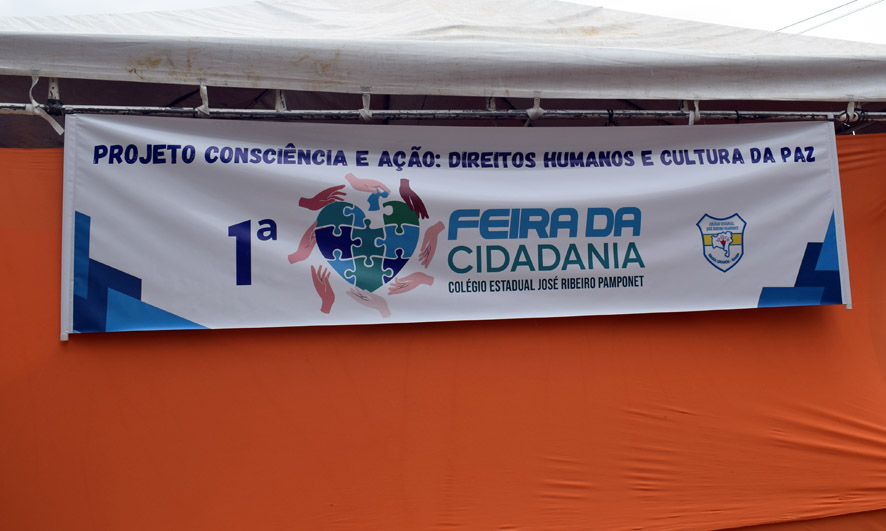 PROJETO CONSCIÊNCIA E AÇÃO: DIREITOS HUMANOS E CULTURA DA PAZ
1ª
FEIRA DA
CIDADANIA
COLÉGIO ESTADUAL JOSÉ RIBEIRO PAMPONET